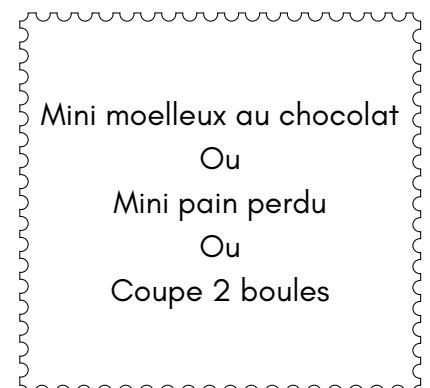 Mini moelleux au chocolat
Ou
Mini pain perdu
Ou
Coupe 2 boules